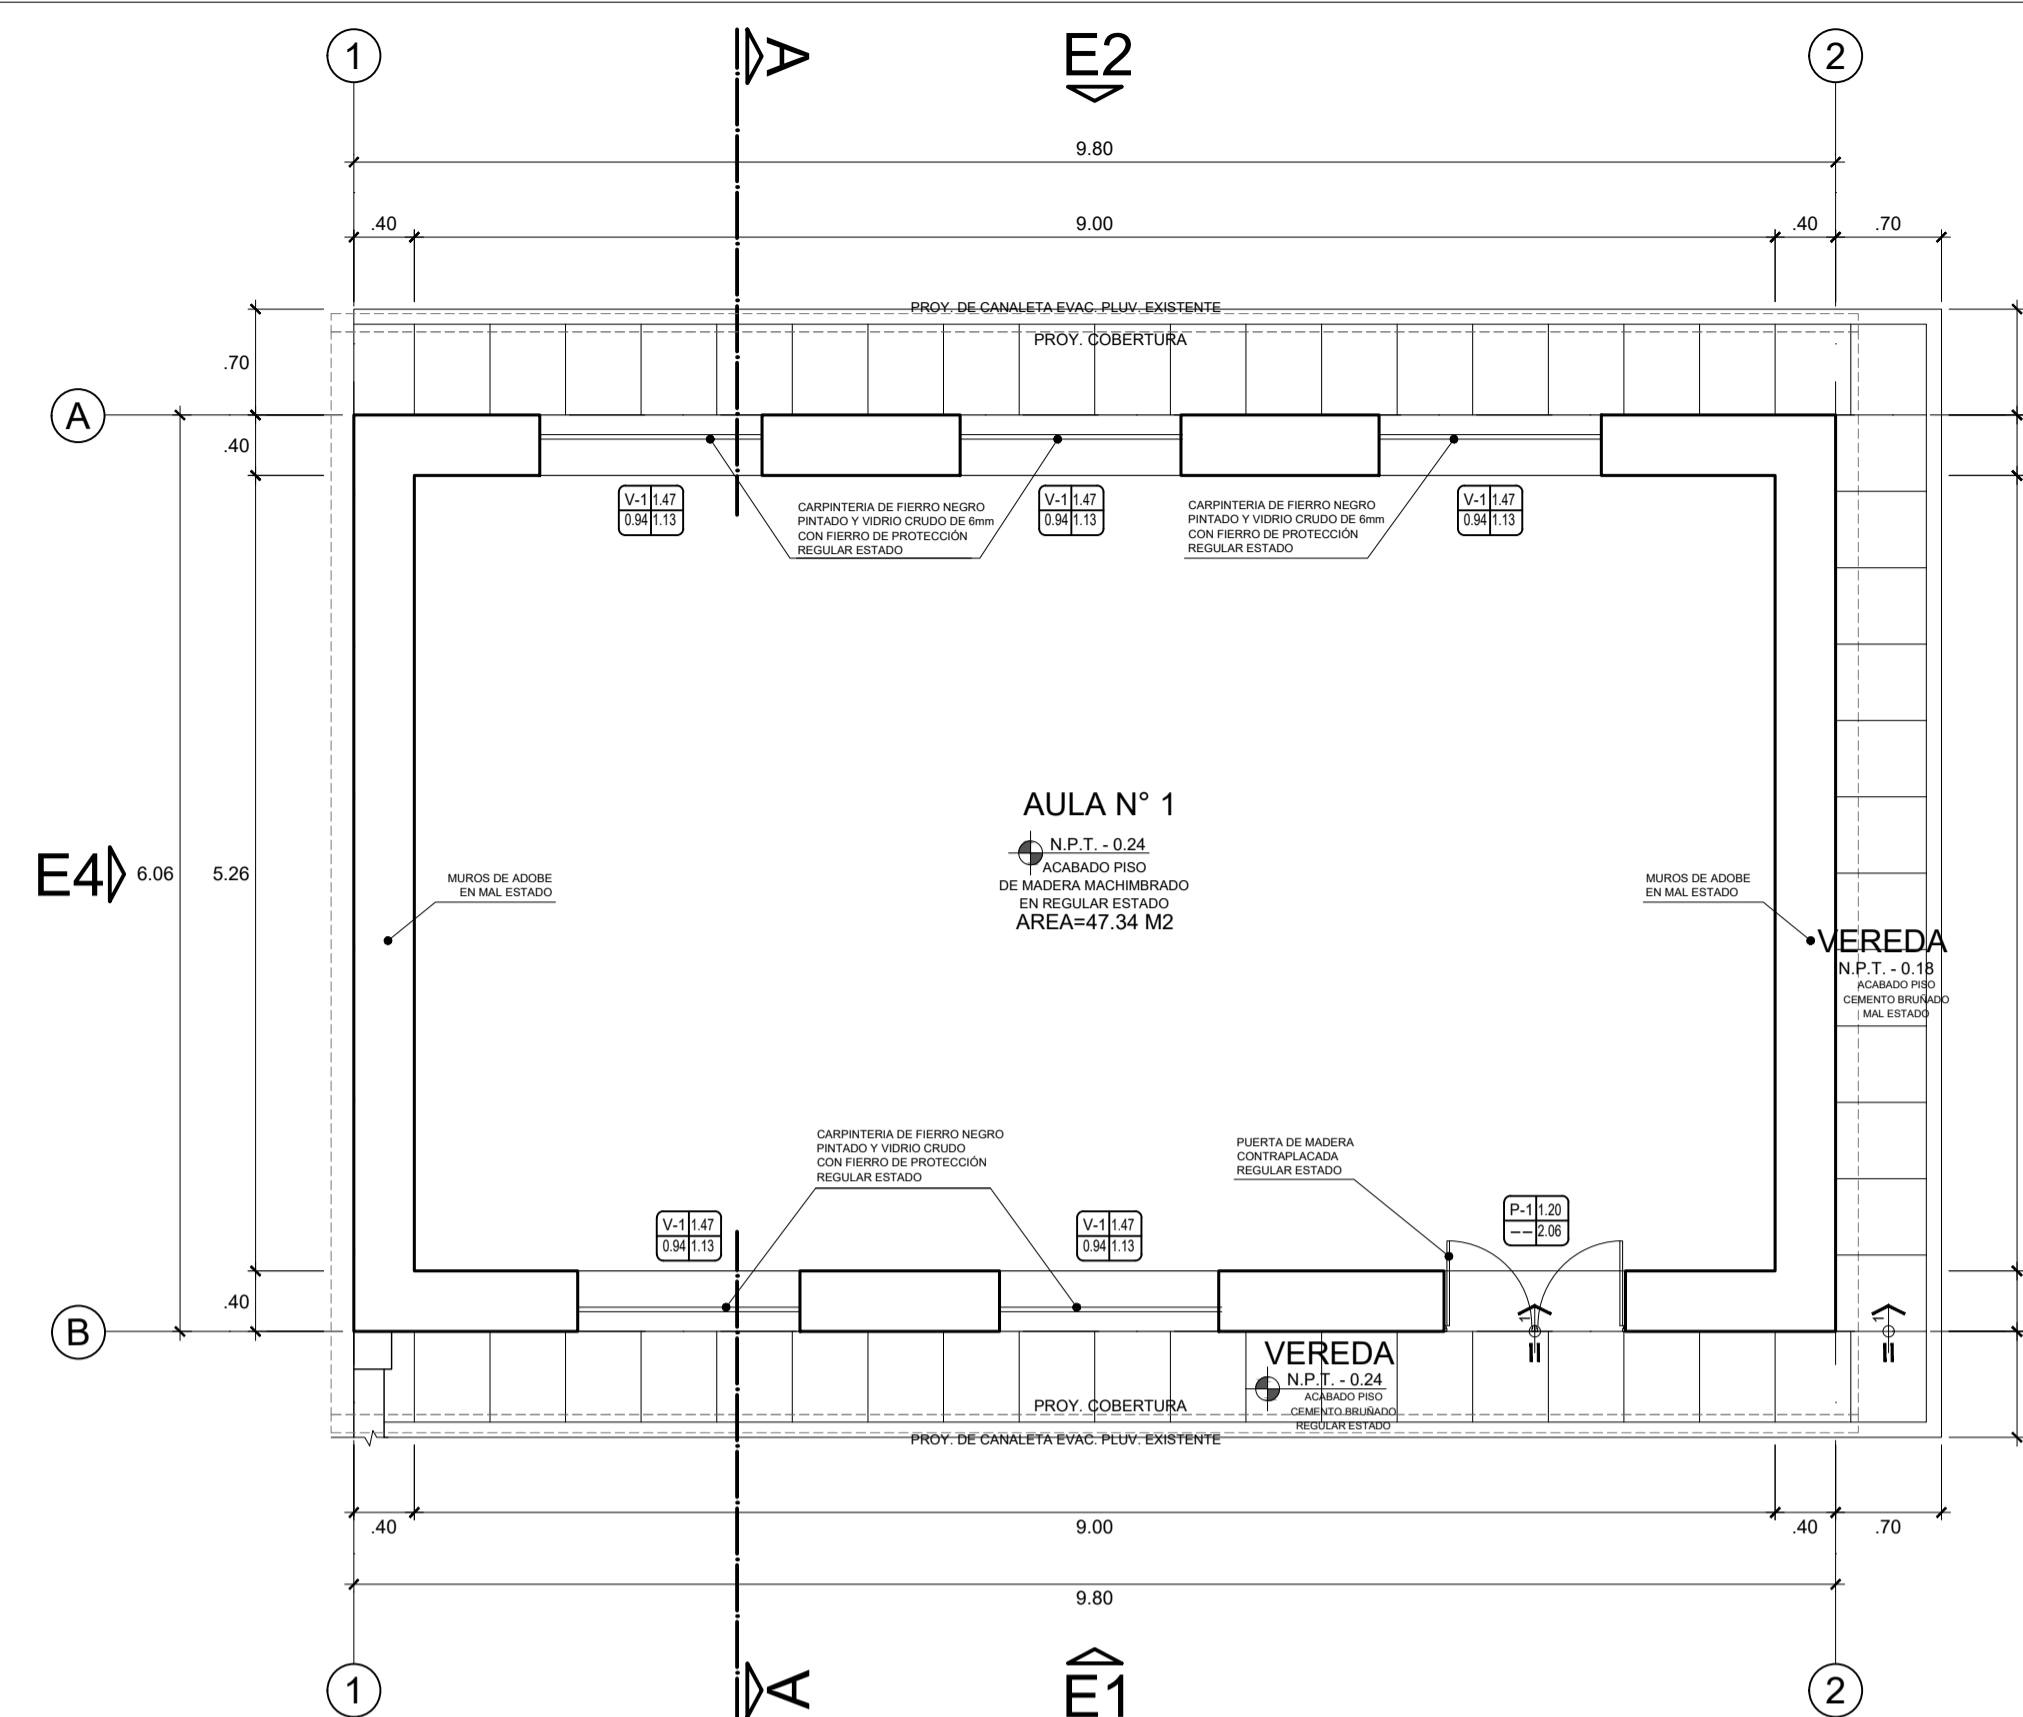 1
A
E2
2
9.80
.40
9.00
.40
.70
PROY. DE CANALETA EVAC. PLUV. EXISTENTE
PROY. COBERTURA
.70
A
.40
V-1 1.47
0.94 1.13
CARPINTERIA DE FIERRO NEGRO
PINTADO Y VIDRIO CRUDO DE 6mm
CON FIERRO DE PROTECCIÓN
REGULAR ESTADO
V-1 1.47
0.94 1.13
CARPINTERIA DE FIERRO NEGRO
PINTADO Y VIDRIO CRUDO DE 6mm
CON FIERRO DE PROTECCIÓN
REGULAR ESTADO
V-1 1.47
0.94 1.13
AULA N° 1
N.P.T. - 0.24
ACABADO PISO
DE MADERA MACHIMBRADO
EN REGULAR ESTADO
AREA=47.34 M2
E4
6.06
5.26
MUROS DE ADOBE
EN MAL ESTADO
MUROS DE ADOBE
EN MAL ESTADO
VEREDA
N.P.T. - 0.18
ACABADO PISO
CEMENTO BRUÑADO
MAL ESTADO
CARPINTERIA DE FIERRO NEGRO
PINTADO Y VIDRIO CRUDO
CON FIERRO DE PROTECCIÓN
REGULAR ESTADO
PUERTA DE MADERA
CONTRAPLACADA
REGULAR ESTADO
V-1 1.47
0.94 1.13
V-1 1.47
0.94 1.13
P-1 1.20
-- 2.06
.40
B
1
1
VEREDA
N.P.T. - 0.24
ACABADO PISO
CEMENTO BRUÑADO
REGULAR ESTADO
PROY. COBERTURA
PROY. DE CANALETA EVAC. PLUV. EXISTENTE
.40
9.00
.40
.70
9.80
1
A
E1
2